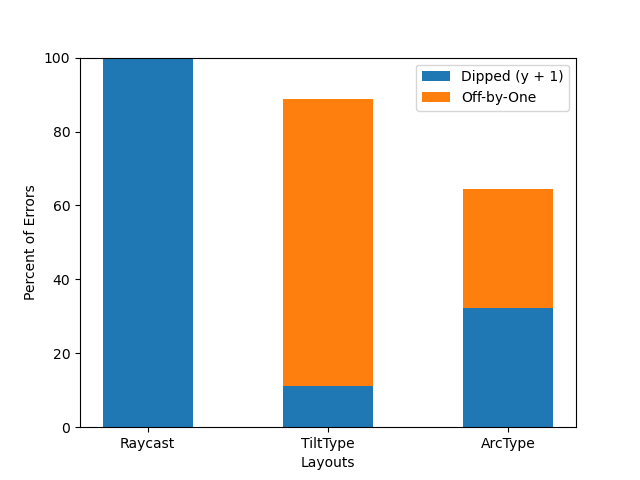 100
80
60
40
20
0
Percent of Errors
Dipped (y + 1)
Off-by-One
Raycast
TiltType
ArcType
Layouts